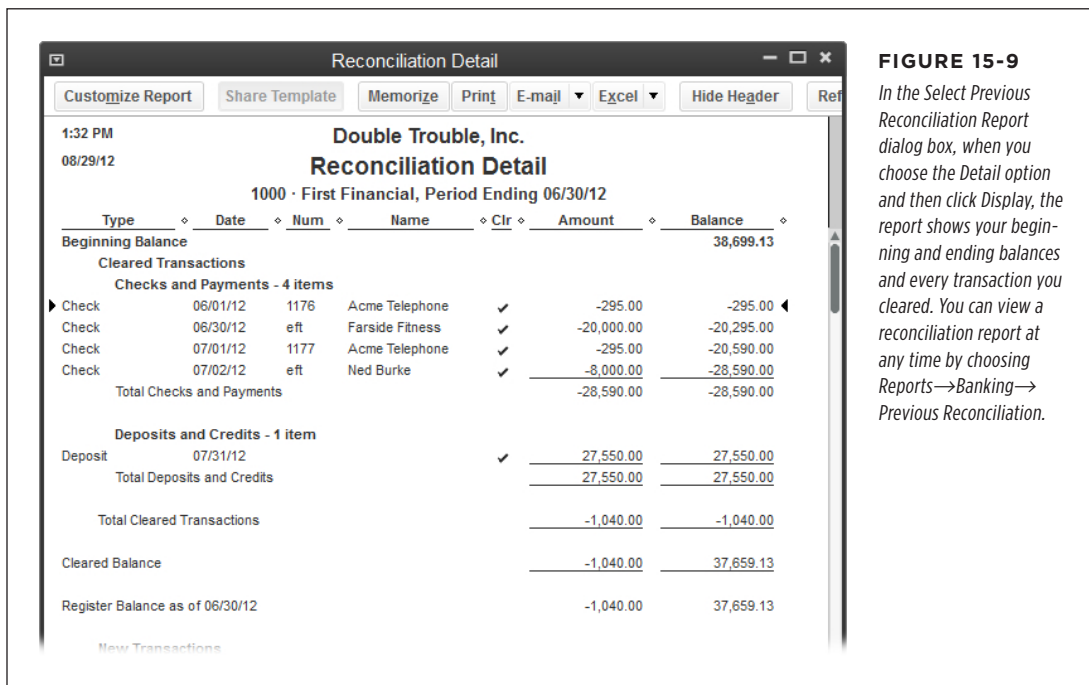 Reconciliation Detail
Customize Report Share Template Memorize Print E-mail Excel Hide Header Ref
1:32 PM
Double Trouble, Inc.
08/29/12
Reconciliation Detail
1000 · First Financial, Period Ending 06/30/12
Type Date Num Name Clr Amount Balance
Beginning Balance 38,699.13
Cleared Transactions
Checks and Payments - 4 items
Check 06/01/12 1176 Acme Telephone ✓ -295.00 -295.00
Check 06/30/12 eft Farside Fitness ✓ -20,000.00 -20,295.00
Check 07/01/12 1177 Acme Telephone ✓ -295.00 -20,590.00
Check 07/02/12 eft Ned Burke ✓ -8,000.00 -28,590.00
Total Checks and Payments -28,590.00 -28,590.00
Deposits and Credits - 1 item
Deposit 07/31/12 ✓ 27,550.00 27,550.00
Total Deposits and Credits 27,550.00 27,550.00
Total Cleared Transactions -1,040.00 -1,040.00
Cleared Balance -1,040.00 37,659.13
Register Balance as of 06/30/12 -1,040.00 37,659.13
New Transactions
FIGURE 15-9
In the Select Previous
Reconciliation Report
dialog box, when you
choose the Detail option
and then click Display, the
report shows your begin-
ning and ending balances
and every transaction you
cleared. You can view a
reconciliation report at
any time by choosing
Reports→Banking→
Previous Reconciliation.